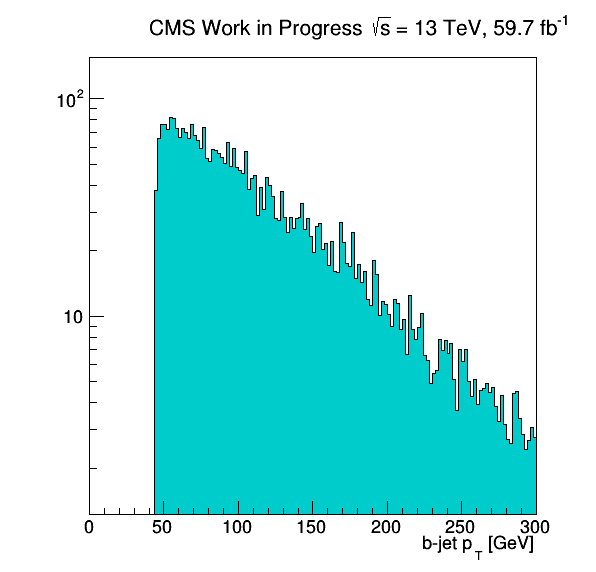 CMS Work in Progress √s = 13 TeV, 59.7 fb⁻¹
10²
10
0 50 100 150 200 250 300
b-jet p_T [GeV]